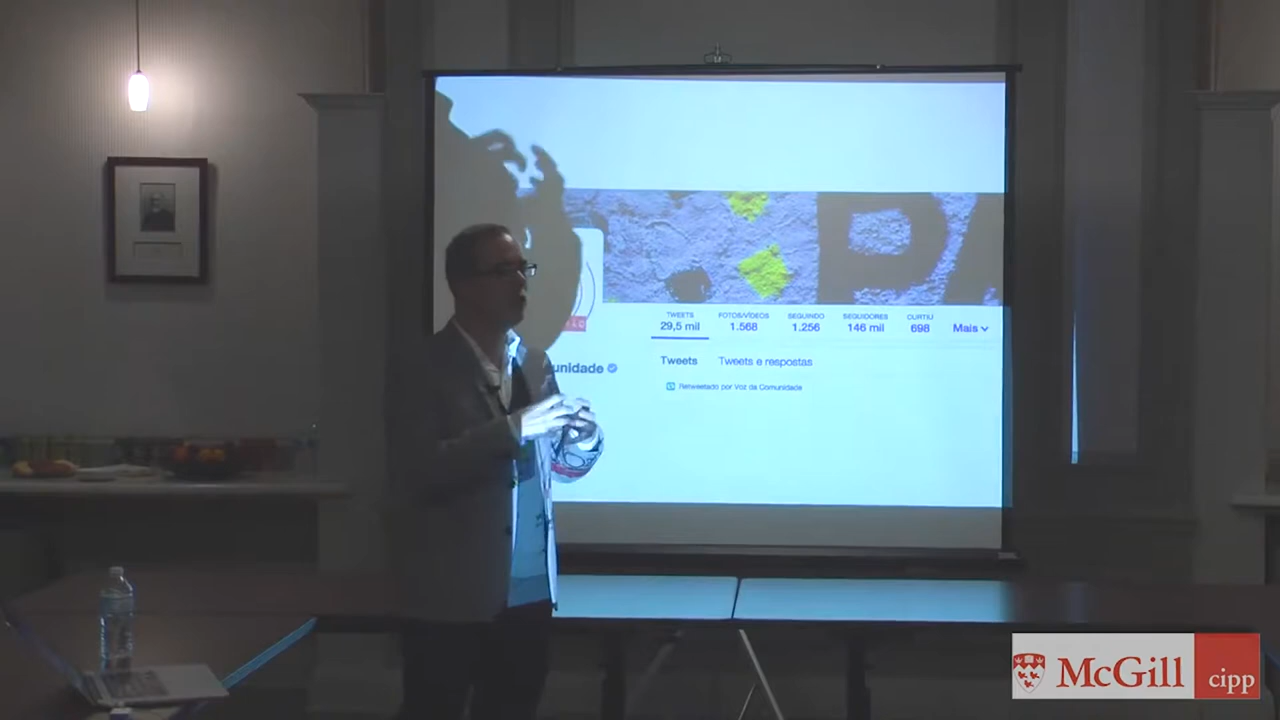 TWEETS FOTOS/VÍDEOS SEGUINDO SEGUIDORES CURTIU
29,5 mil 1.568 1.256 146 mil 698 Mais
unidade
Tweets Tweets e respostas
Retweetado por Voz da Comunidade
McGill cipp